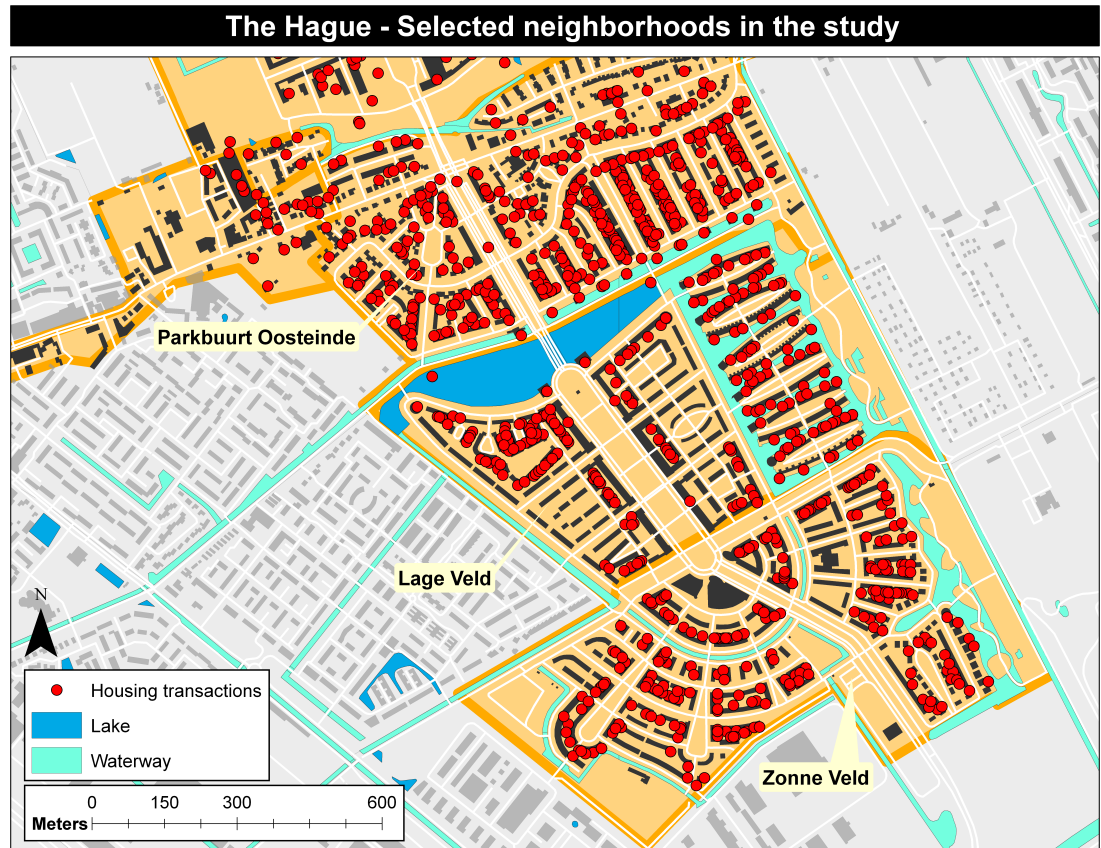 The Hague - Selected neighborhoods in the study
Parkbuurt Oosteinde
Lage Veld
Zonne Veld
N
Housing transactions
Lake
Waterway
0 150 300 600
Meters